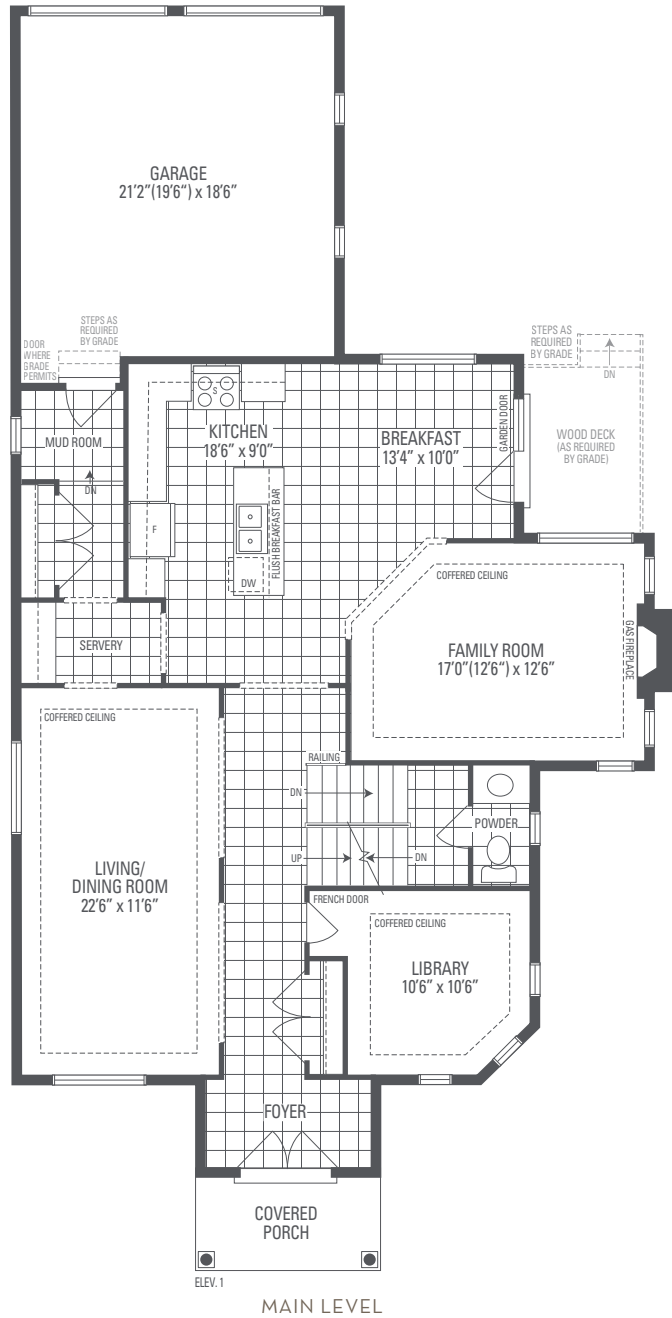 GARAGE
21'2"(19'6") x 18'6"
STEPS AS
REQUIRED
BY GRADE
DOOR
WHERE
GRADE
PERMITS
STEPS AS
REQUIRED
BY GRADE
DN
MUD ROOM
DN
KITCHEN
18'6" x 9'0"
S
F
DW
FLUSH BREAKFAST BAR
BREAKFAST
13'4" x 10'0"
GARDEN DOOR
WOOD DECK
(AS REQUIRED
BY GRADE)
SERVERY
COFFERED CEILING
FAMILY ROOM
17'0"(12'6") x 12'6"
GAS FIREPLACE
COFFERED CEILING
LIVING/
DINING ROOM
22'6" x 11'6"
RAILING
DN
UP
DN
POWDER
FRENCH DOOR
COFFERED CEILING
LIBRARY
10'6" x 10'6"
FOYER
COVERED
PORCH
ELEV. 1
MAIN LEVEL